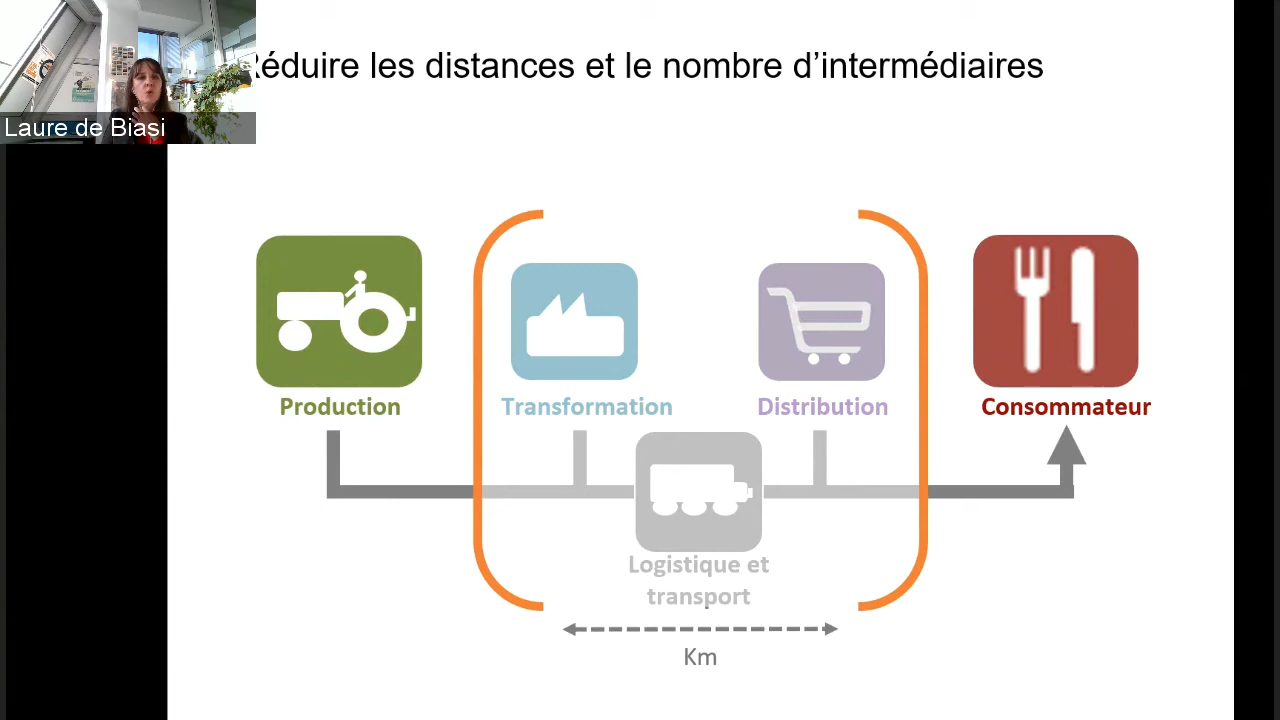 Réduire les distances et le nombre d’intermédiaires
Laure de Biasi
Production
Transformation
Distribution
Consommateur
Logistique et
transport
Km